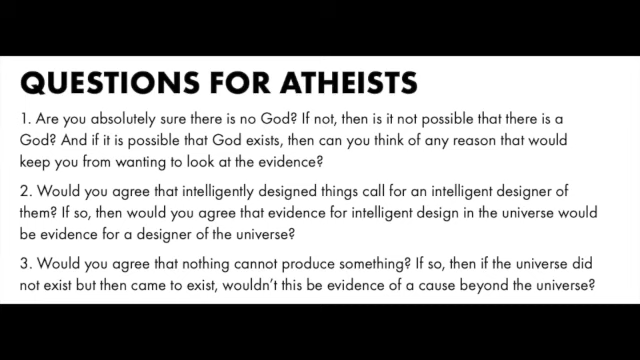 QUESTIONS FOR ATHEISTS
1. Are you absolutely sure there is no God? If not, then is it not possible that there is a
God? And if it is possible that God exists, then can you think of any reason that would
keep you from wanting to look at the evidence?
2. Would you agree that intelligently designed things call for an intelligent designer of
them? If so, then would you agree that evidence for intelligent design in the universe would
be evidence for a designer of the universe?
3. Would you agree that nothing cannot produce something? If so, then if the universe did
not exist but then came to exist, wouldn't this be evidence of a cause beyond the universe?